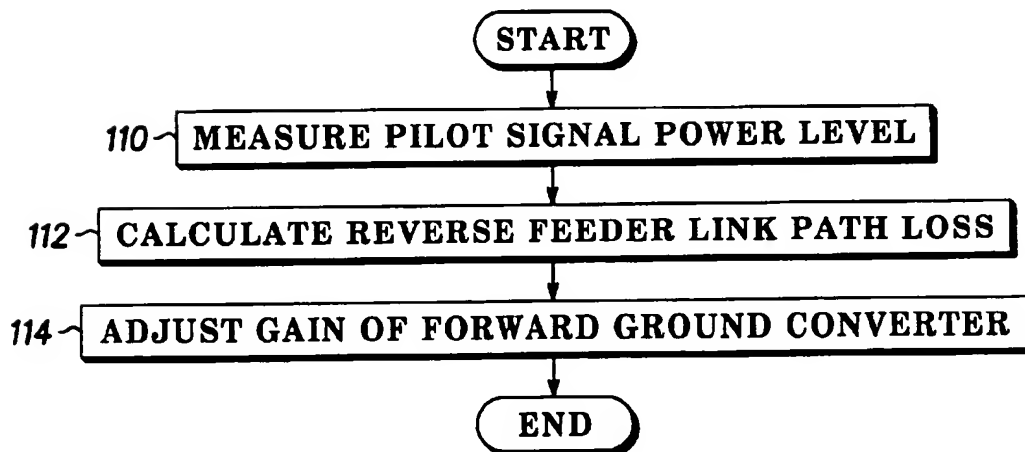 START
110 MEASURE PILOT SIGNAL POWER LEVEL
112 CALCULATE REVERSE FEEDER LINK PATH LOSS
114 ADJUST GAIN OF FORWARD GROUND CONVERTER
END